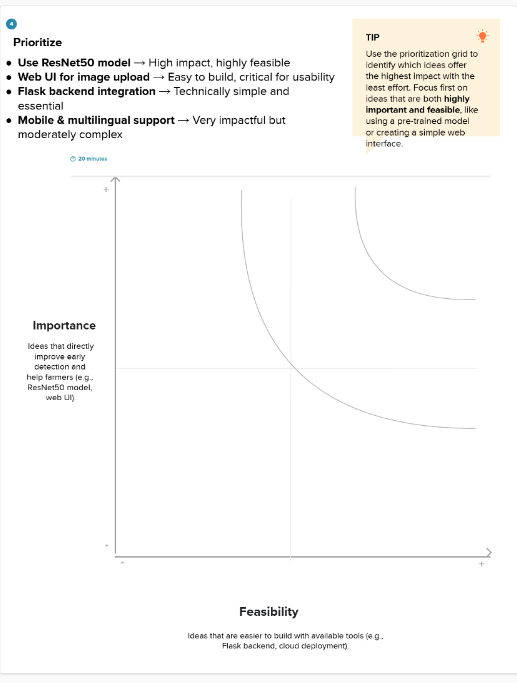 4
Prioritize
● Use ResNet50 model → High impact, highly feasible
● Web UI for image upload → Easy to build, critical for usability
● Flask backend integration → Technically simple and
essential
● Mobile & multilingual support → Very impactful but
moderately complex
TIP
Use the prioritization grid to
identify which ideas offer
the highest impact with the
least effort. Focus first on
ideas that are both highly
important and feasible, like
using a pre-trained model
or creating a simple web
interface.
20 minutes
+
Importance
Ideas that directly
improve early
detection and
help farmers (e.g.,
ResNet50 model,
web UI).
-
-
+
Feasibility
Ideas that are easier to build with available tools (e.g.,
Flask backend, cloud deployment).